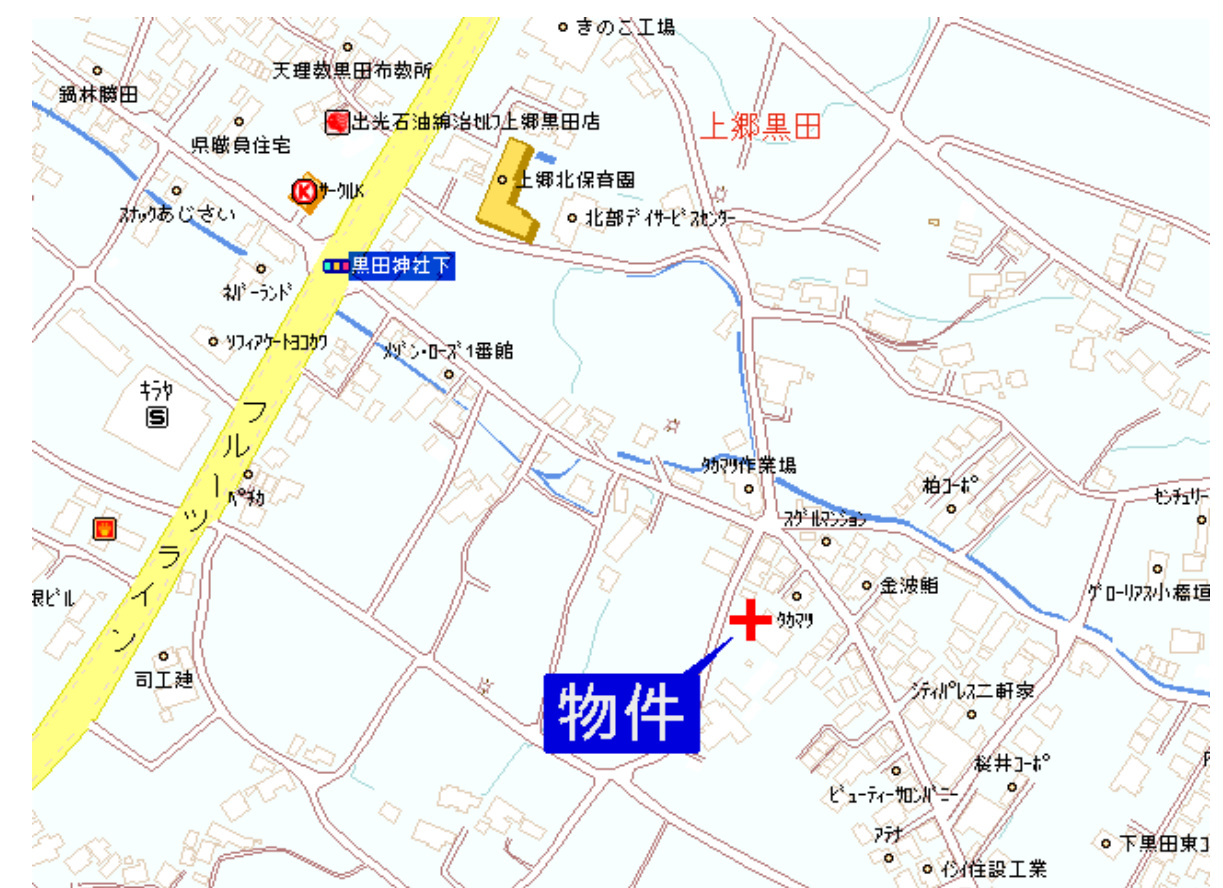 きのこ工場
天理教黒田布教所
鍋林勝田
出光石油綿治ｾﾙﾌ上郷黒田店
上郷黒田
県職員住宅
上郷北保育園
K
ｻｰｸﾙK
ｽﾅｯｸあじさい
北部ﾃﾞｲｻｰﾋﾞｽｾﾝﾀｰ
黒田神社下
ﾈﾊﾞｰﾗﾝﾄﾞ
ｿﾌｨｱｹﾞｰﾄﾖｺｶﾜ
ﾒｿﾞﾝ･ﾛｰｽﾞ1番館
ｷﾗﾔ
S
フルーツライン
ﾍﾟﾁｶ
ﾀｶﾏﾂ作業場
柏ｺｰﾎﾟ
ｾﾝﾁｭﾘｰ
ｽｸﾞﾙﾏﾝｼｮﾝ
金波鮨
ｸﾞﾛｰﾘｱｽ小橋垣
ﾀｶﾏﾂ
司工建
物件
ｼﾃｨﾊﾟﾚｽ二軒家
桜井ｺｰﾎﾟ
ﾋﾞｭｰﾃｨｰｻﾛﾝﾊﾞﾆｰ
ｱﾃﾅ
下黒田東
ｲｼｲ住設工業